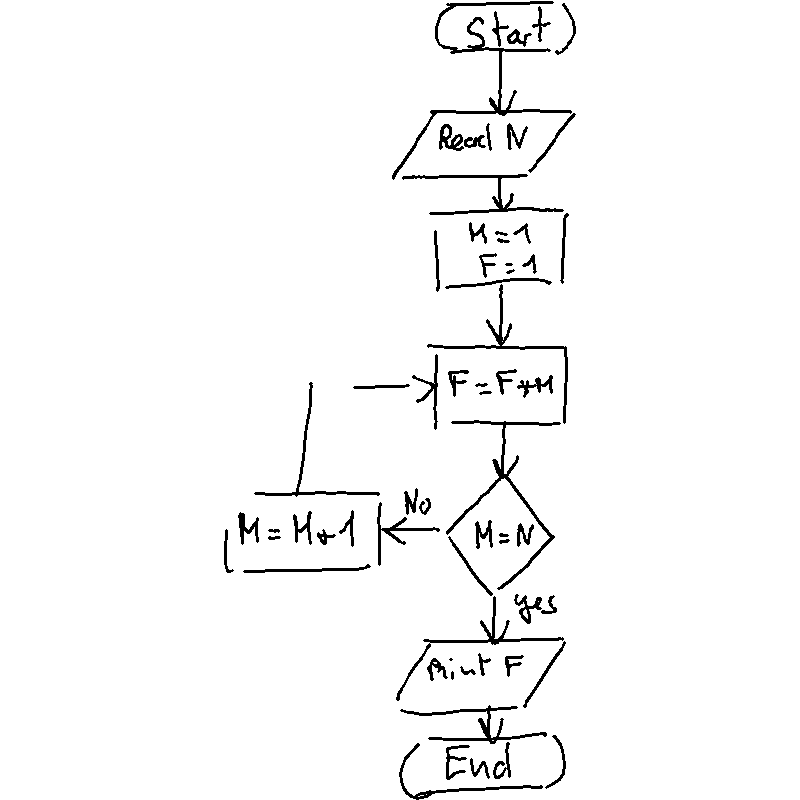 Start
Read N
M=1
F=1
F=F*M
No
M=M+1
M=N
yes
Print F
End